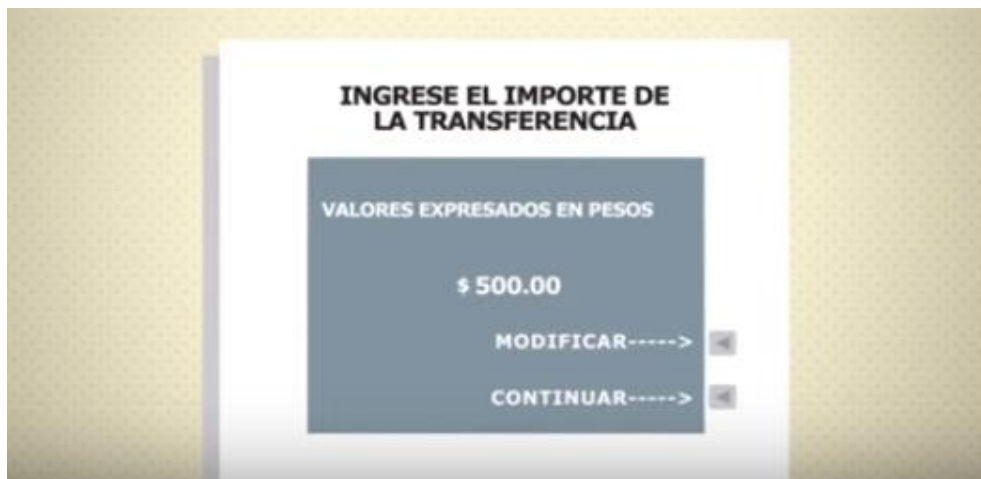 INGRESE EL IMPORTE DE
LA TRANSFERENCIA
VALORES EXPRESADOS EN PESOS
$ 500.00
MODIFICAR----->
CONTINUAR----->